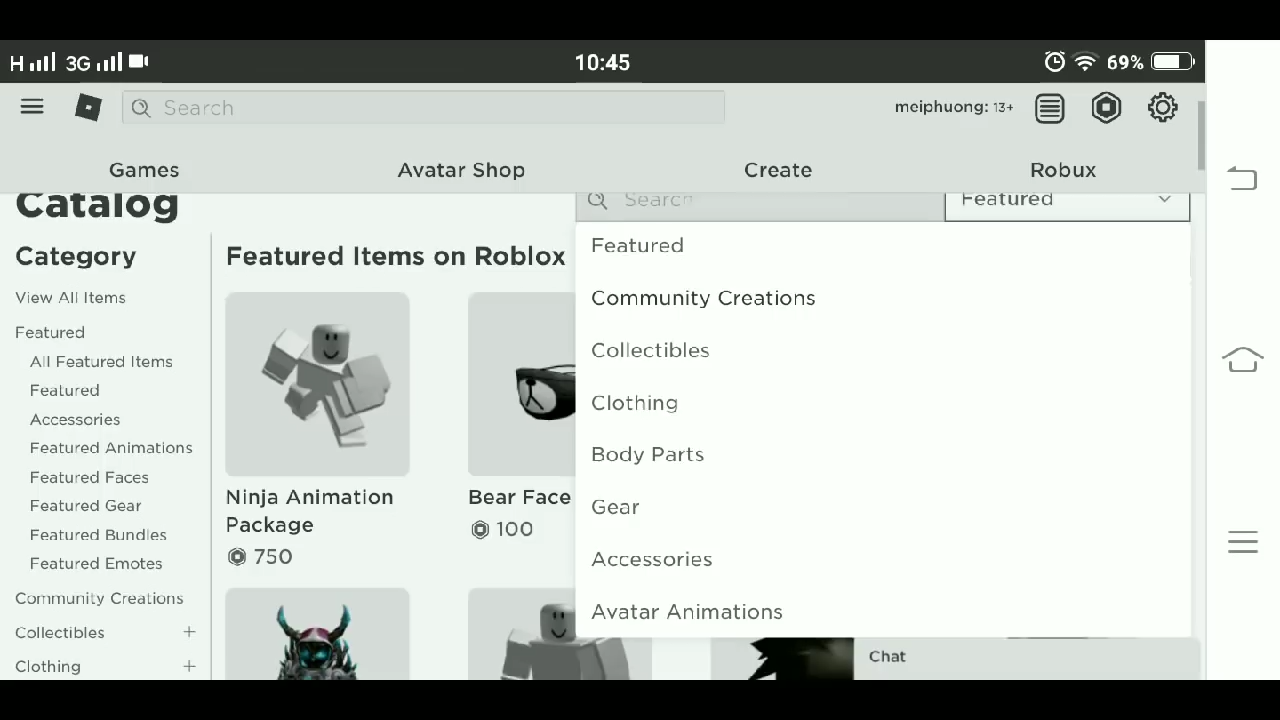 H 3G 10:45 69%
Search
meiphuong: 13+
Games Avatar Shop Create Robux
Catalog
Search
Featured
Category
View All Items
Featured
All Featured Items
Featured
Accessories
Featured Animations
Featured Faces
Featured Gear
Featured Bundles
Featured Emotes
Community Creations
Collectibles +
Clothing +
Featured Items on Roblox
Ninja Animation
Package
750
Bear Face
100
Featured
Community Creations
Collectibles
Clothing
Body Parts
Gear
Accessories
Avatar Animations
Chat